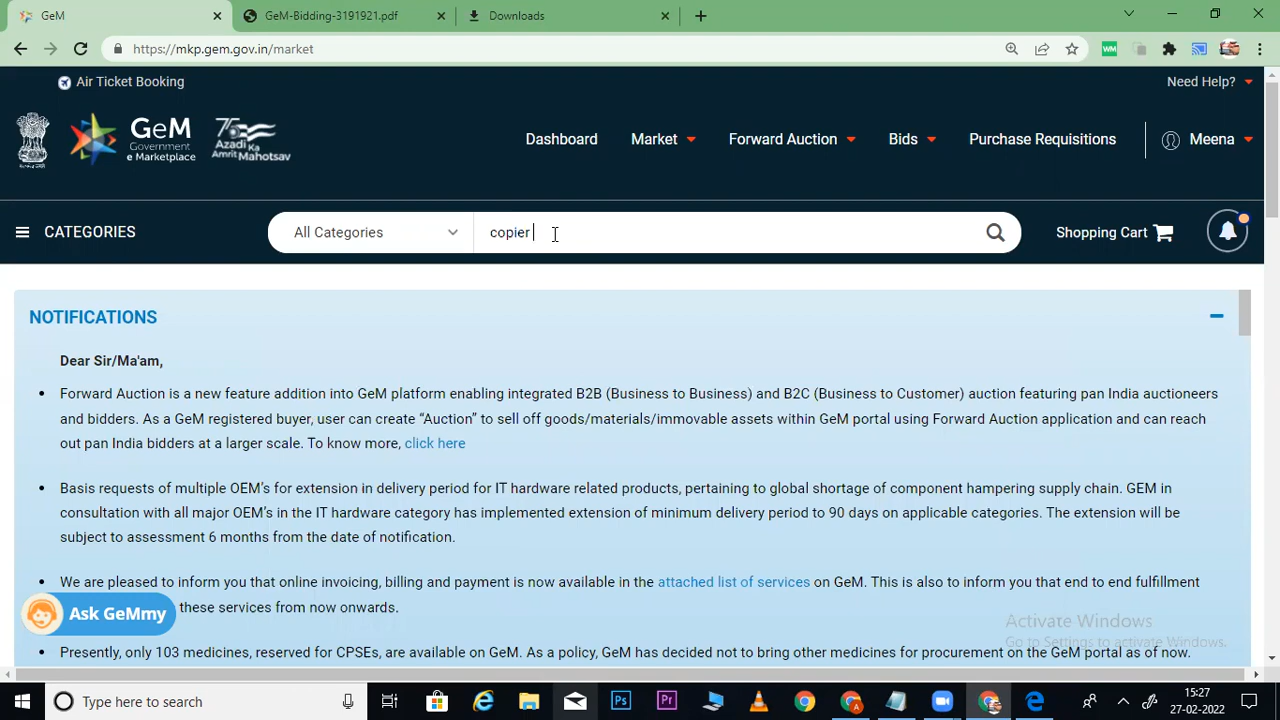 GeM
GeM-Bidding-3191921.pdf
Downloads
https://mkp.gem.gov.in/market
Air Ticket Booking
Need Help?
GeM
Government
e Marketplace
75
Azadi Ka
Amrit Mahotsav
Dashboard
Market
Forward Auction
Bids
Purchase Requisitions
Meena
CATEGORIES
All Categories
copier
Shopping Cart
NOTIFICATIONS
Dear Sir/Ma'am,
Forward Auction is a new feature addition into GeM platform enabling integrated B2B (Business to Business) and B2C (Business to Customer) auction featuring pan India auctioneers
and bidders. As a GeM registered buyer, user can create “Auction” to sell off goods/materials/immovable assets within GeM portal using Forward Auction application and can reach
out pan India bidders at a larger scale. To know more, click here
Basis requests of multiple OEM’s for extension in delivery period for IT hardware related products, pertaining to global shortage of component hampering supply chain. GEM in
consultation with all major OEM’s in the IT hardware category has implemented extension of minimum delivery period to 90 days on applicable categories. The extension will be
subject to assessment 6 months from the date of notification.
We are pleased to inform you that online invoicing, billing and payment is now available in the attached list of services on GeM. This is also to inform you that end to end fulfillment
these services from now onwards.
Ask GeMmy
Activate Windows
Go to Settings to activate Windows.
Presently, only 103 medicines, reserved for CPSEs, are available on GeM. As a policy, GeM has decided not to bring other medicines for procurement on the GeM portal as of now.
Type here to search
15:27
27-02-2022